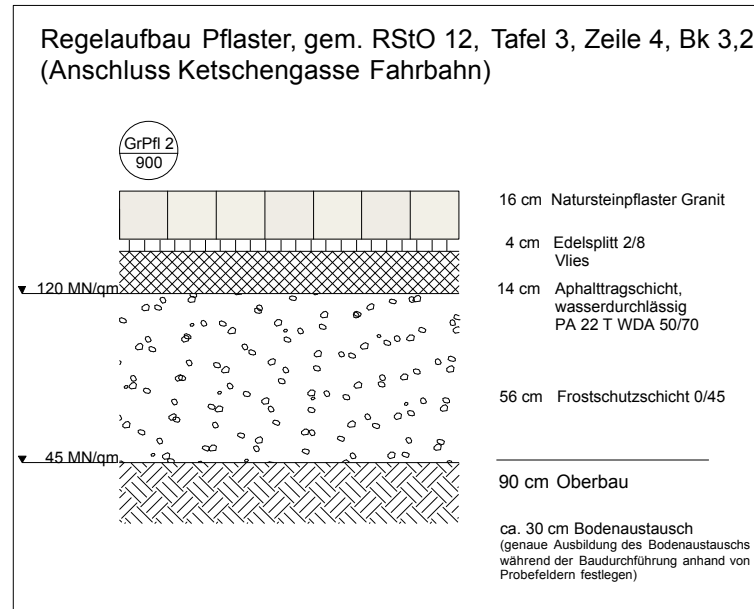 Regelaufbau Pflaster, gem. RStO 12, Tafel 3, Zeile 4, Bk 3,2
(Anschluss Ketschengasse Fahrbahn)
GrPfl 2
900
16 cm Natursteinpflaster Granit
4 cm Edelsplitt 2/8
Vlies
120 MN/qm
14 cm Aphalttragschicht,
wasserdurchlässig
PA 22 T WDA 50/70
56 cm Frostschutzschicht 0/45
45 MN/qm
90 cm Oberbau
ca. 30 cm Bodenaustausch
(genaue Ausbildung des Bodenaustauschs
während der Baudurchführung anhand von
Probefeldern festlegen)